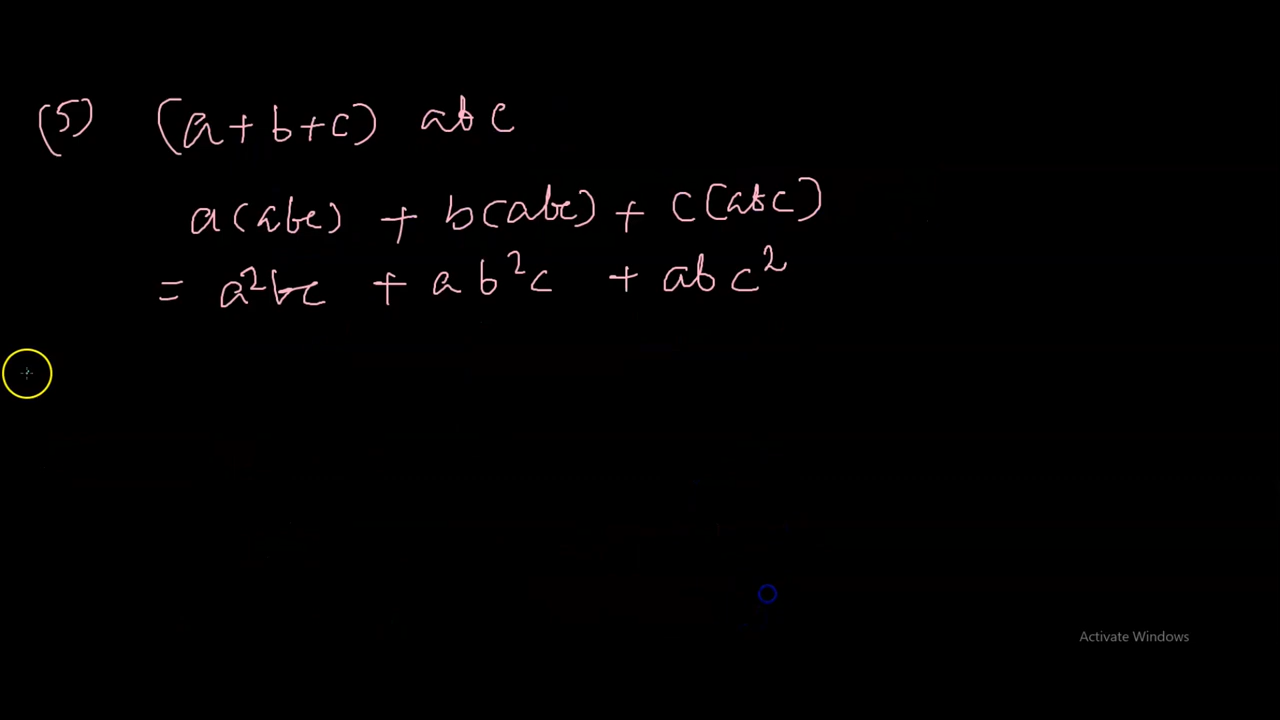 (5) (a+b+c) abc
a(abc) + b(abc) + c(abc)
= a²bc + ab²c + abc²
Activate Windows